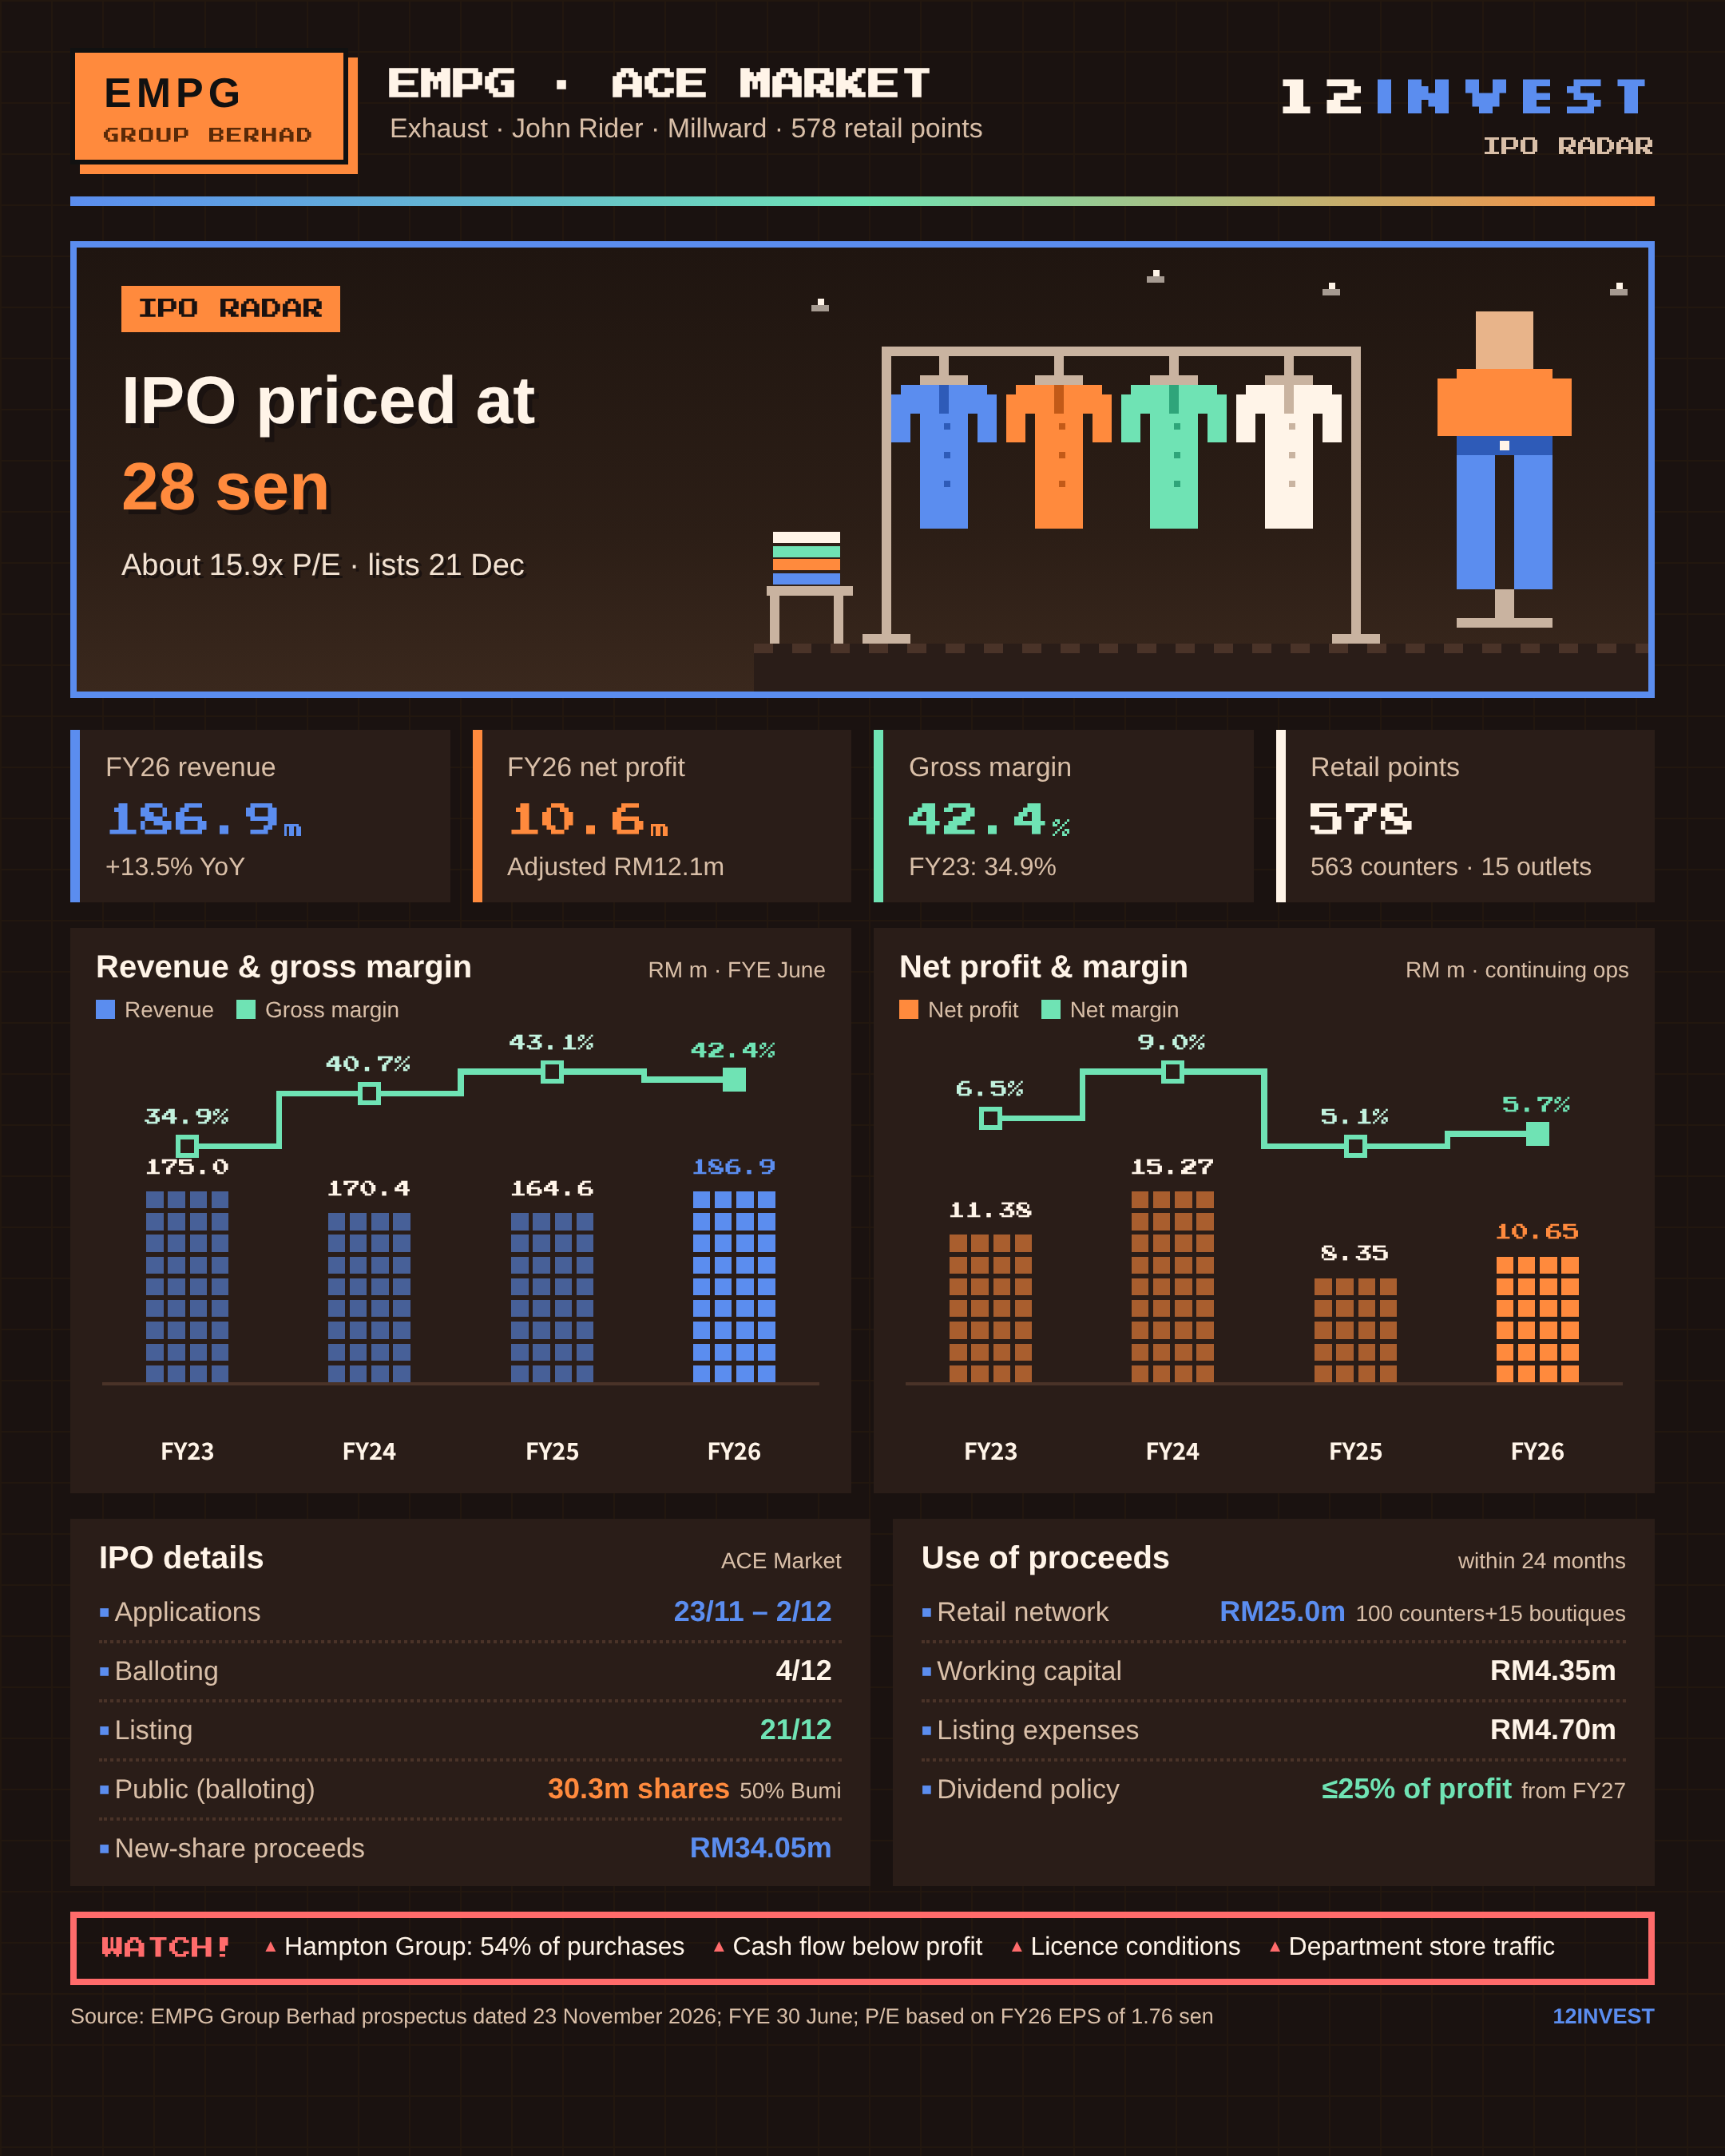 EMPG
GROUP BERHAD
EMPG · ACE MARKET
Exhaust · John Rider · Millward · 578 retail points
12INVEST
IPO RADAR
IPO RADAR
IPO priced at
28 sen
About 15.9x P/E · lists 21 Dec
FY26 revenue
186.9m
+13.5% YoY
FY26 net profit
10.6m
Adjusted RM12.1m
Gross margin
42.4%
FY23: 34.9%
Retail points
578
563 counters · 15 outlets
Revenue & gross margin
RM m · FYE June
Revenue
Gross margin
34.9%
40.7%
43.1%
42.4%
175.0
170.4
164.6
186.9
FY23
FY24
FY25
FY26
Net profit & margin
RM m · continuing ops
Net profit
Net margin
6.5%
9.0%
5.1%
5.7%
11.38
15.27
8.35
10.65
FY23
FY24
FY25
FY26
IPO details
ACE Market
Applications 23/11 – 2/12
Balloting 4/12
Listing 21/12
Public (balloting) 30.3m shares 50% Bumi
New-share proceeds RM34.05m
Use of proceeds
within 24 months
Retail network RM25.0m 100 counters+15 boutiques
Working capital RM4.35m
Listing expenses RM4.70m
Dividend policy ≤25% of profit from FY27
WATCH! ▲ Hampton Group: 54% of purchases ▲ Cash flow below profit ▲ Licence conditions ▲ Department store traffic
Source: EMPG Group Berhad prospectus dated 23 November 2026; FYE 30 June; P/E based on FY26 EPS of 1.76 sen
12INVEST